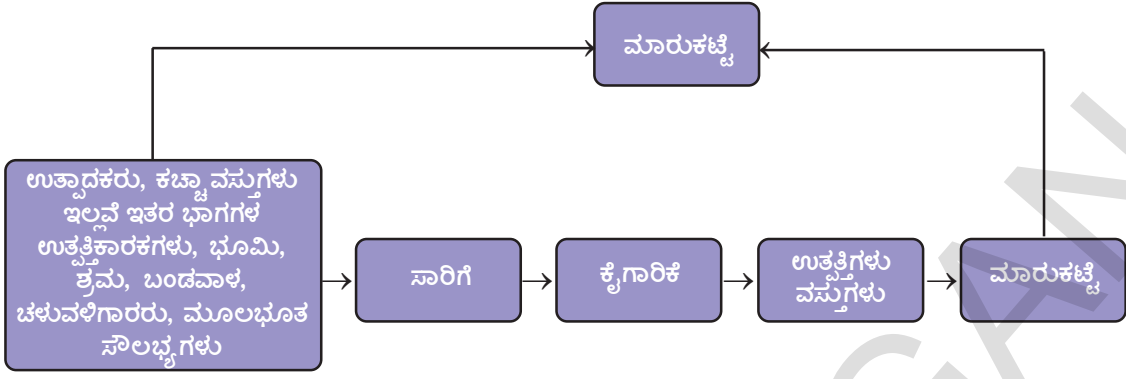 ಮಾರುಕಟ್ಟೆ
ಉತ್ಪಾದಕರು, ಕಚ್ಚಾ ವಸ್ತುಗಳು
ಇಲ್ಲವೆ ಇತರ ಭಾಗಗಳ
ಉತ್ಪತ್ತಿಕಾರಕಗಳು, ಭೂಮಿ,
ಶ್ರಮ, ಬಂಡವಾಳ,
ಚಳುವಳಿಗಾರರು, ಮೂಲಭೂತ
ಸೌಲಭ್ಯಗಳು
ಸಾರಿಗೆ
ಕೈಗಾರಿಕೆ
ಉತ್ಪತ್ತಿಗಳು
ವಸ್ತುಗಳು
ಮಾರುಕಟ್ಟೆ